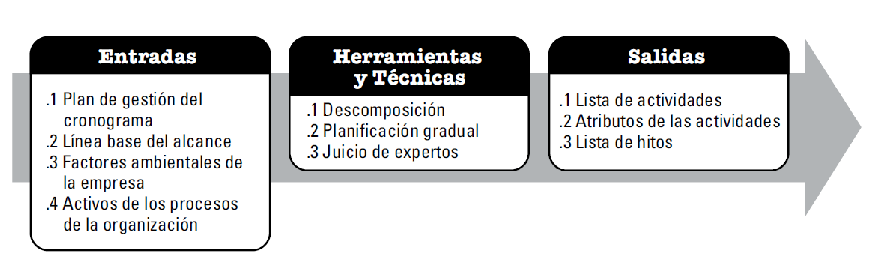 Entradas
.1 Plan de gestión del
cronograma
.2 Línea base del alcance
.3 Factores ambientales de
la empresa
.4 Activos de los procesos
de la organización
Herramientas
y Técnicas
.1 Descomposición
.2 Planificación gradual
.3 Juicio de expertos
Salidas
.1 Lista de actividades
.2 Atributos de las actividades
.3 Lista de hitos